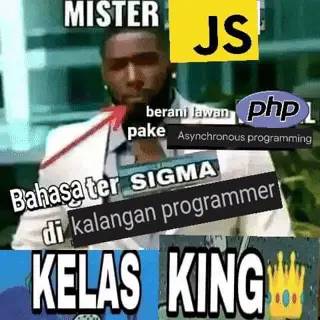 MISTER JS
berani lawan php L
pake Asynchronous programming
Bahasa ter SIGMA
di kalangan programmer
KELAS KING